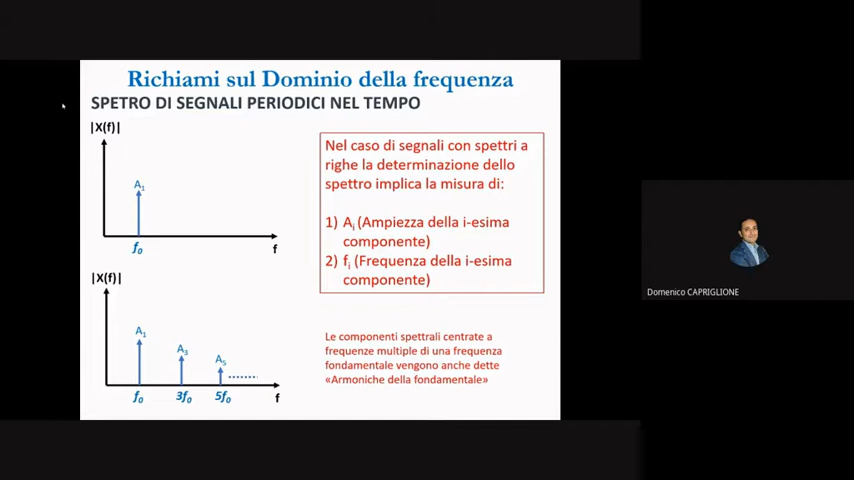 Richiami sul Dominio della frequenza
SPETRO DI SEGNALI PERIODICI NEL TEMPO
|X(f)|
A1
f0
f
|X(f)|
A1
A3
A5
f0
3f0
5f0
f
Nel caso di segnali con spettri a
righe la determinazione dello
spettro implica la misura di:
1) Ai (Ampiezza della i-esima
componente)
2) fi (Frequenza della i-esima
componente)
Le componenti spettrali centrate a
frequenze multiple di una frequenza
fondamentale vengono anche dette
«Armoniche della fondamentale»
Domenico CAPRIGLIONE